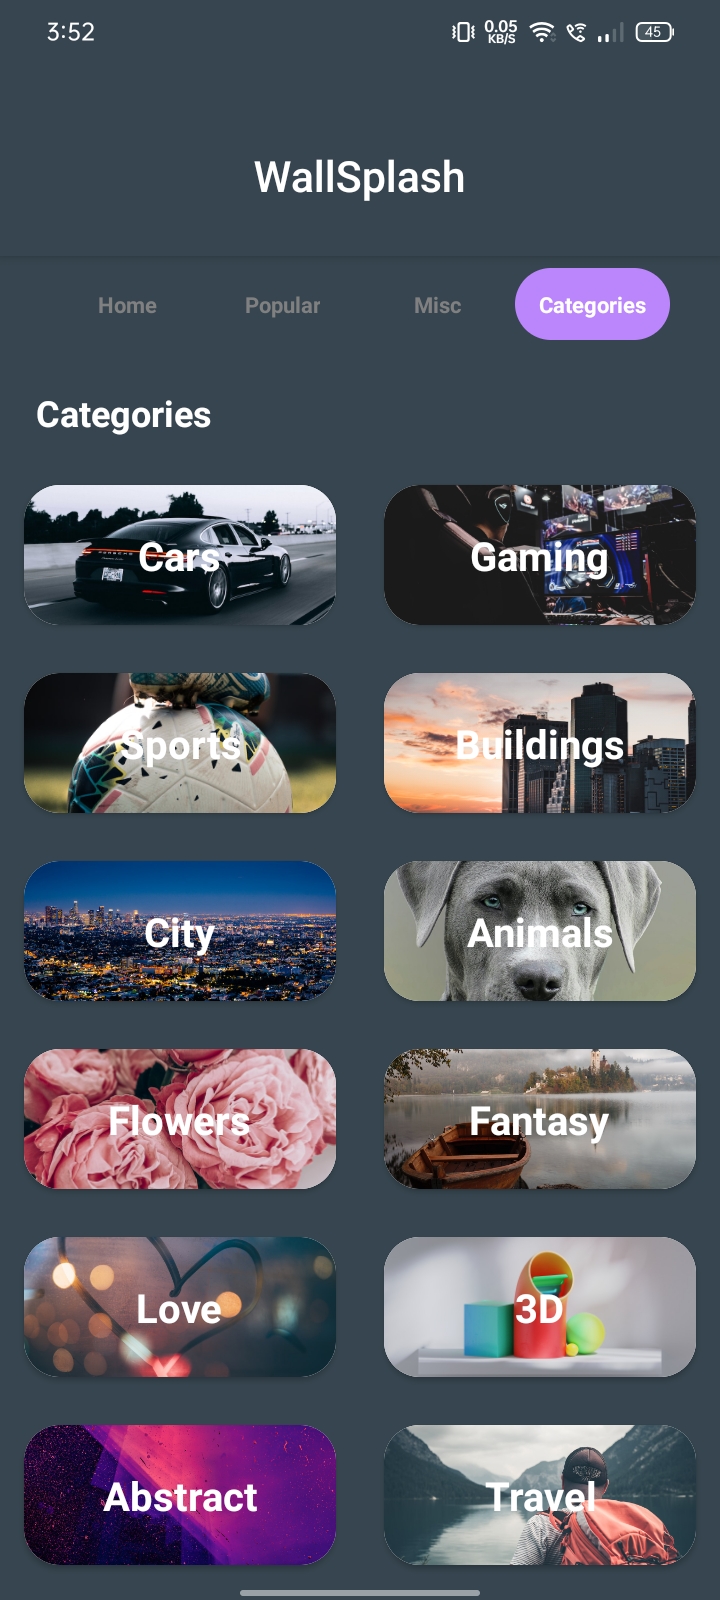 3:52
0.05
KB/S
45
WallSplash
Home Popular Misc Categories
Categories
Cars Gaming
Sports Buildings
City Animals
Flowers Fantasy
Love 3D
Abstract Travel